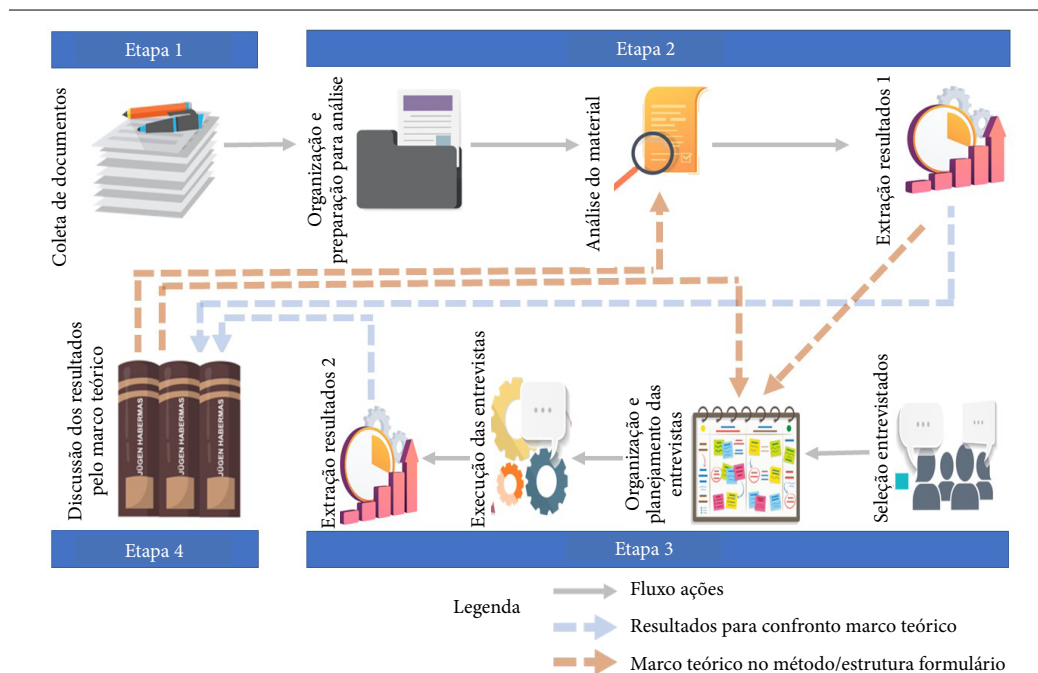 Etapa 1
Etapa 2
Coleta de documentos
Organização e
preparação para análise
Análise do material
Extração resultados 1
Discussão dos resultados
pelo marco teórico
JÜGEN HABERMAS
JÜGEN HABERMAS
JÜGEN HABERMAS
Extração resultados 2
Execução das entrevistas
Organização e
planejamento das
entrevistas
Seleção entrevistados
Etapa 4
Etapa 3
Legenda
Fluxo ações
Resultados para confronto marco teórico
Marco teórico no método/estrutura formulário